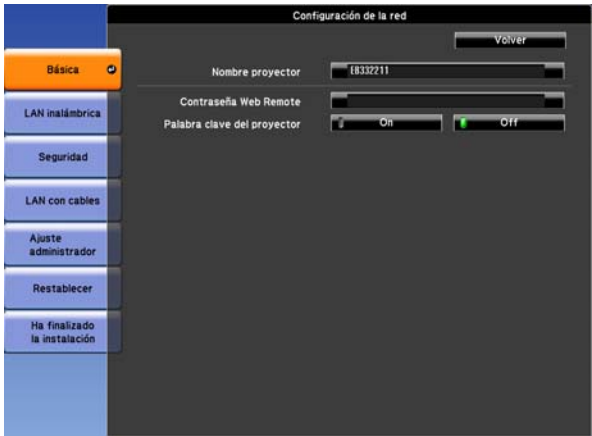 Configuración de la red
Volver
Básica
Nombre proyector EB332211
LAN inalámbrica
Contraseña Web Remote
Palabra clave del proyector On Off
Seguridad
LAN con cables
Ajuste
administrador
Restablecer
Ha finalizado
la instalación